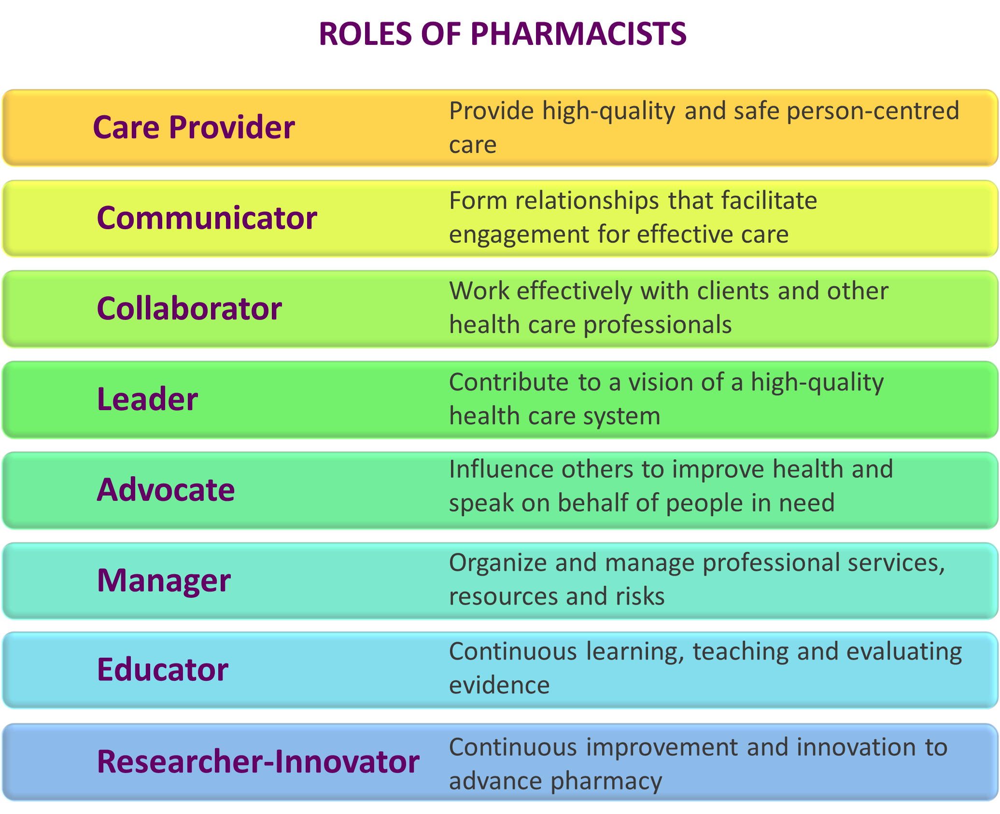 ROLES OF PHARMACISTS
Care Provider
Provide high-quality and safe person-centred
care
Communicator
Form relationships that facilitate
engagement for effective care
Collaborator
Work effectively with clients and other
health care professionals
Leader
Contribute to a vision of a high-quality
health care system
Advocate
Influence others to improve health and
speak on behalf of people in need
Manager
Organize and manage professional services,
resources and risks
Educator
Continuous learning, teaching and evaluating
evidence
Researcher-Innovator
Continuous improvement and innovation to
advance pharmacy